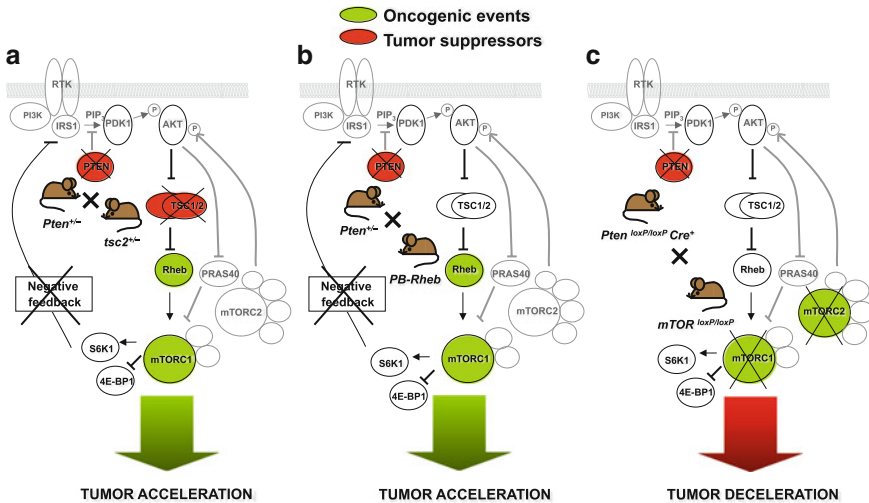 Oncogenic events
Tumor suppressors
a
RTK
PI3K
IRS1
PIP3
PDK1
P
AKT
P
PTEN
TSC1/2
Pten+/–
tsc2+/–
Rheb
PRAS40
Negative
feedback
mTORC2
S6K1
mTORC1
4E-BP1
TUMOR ACCELERATION
b
RTK
PI3K
IRS1
PIP3
PDK1
P
AKT
P
PTEN
TSC1/2
Pten+/–
PB-Rheb
Rheb
PRAS40
Negative
feedback
mTORC2
S6K1
mTORC1
4E-BP1
TUMOR ACCELERATION
c
RTK
PI3K
IRS1
PIP3
PDK1
P
AKT
P
PTEN
TSC1/2
Pten loxP/loxP Cre+
Rheb
PRAS40
mTOR loxP/loxP
mTORC2
S6K1
mTORC1
4E-BP1
TUMOR DECELERATION